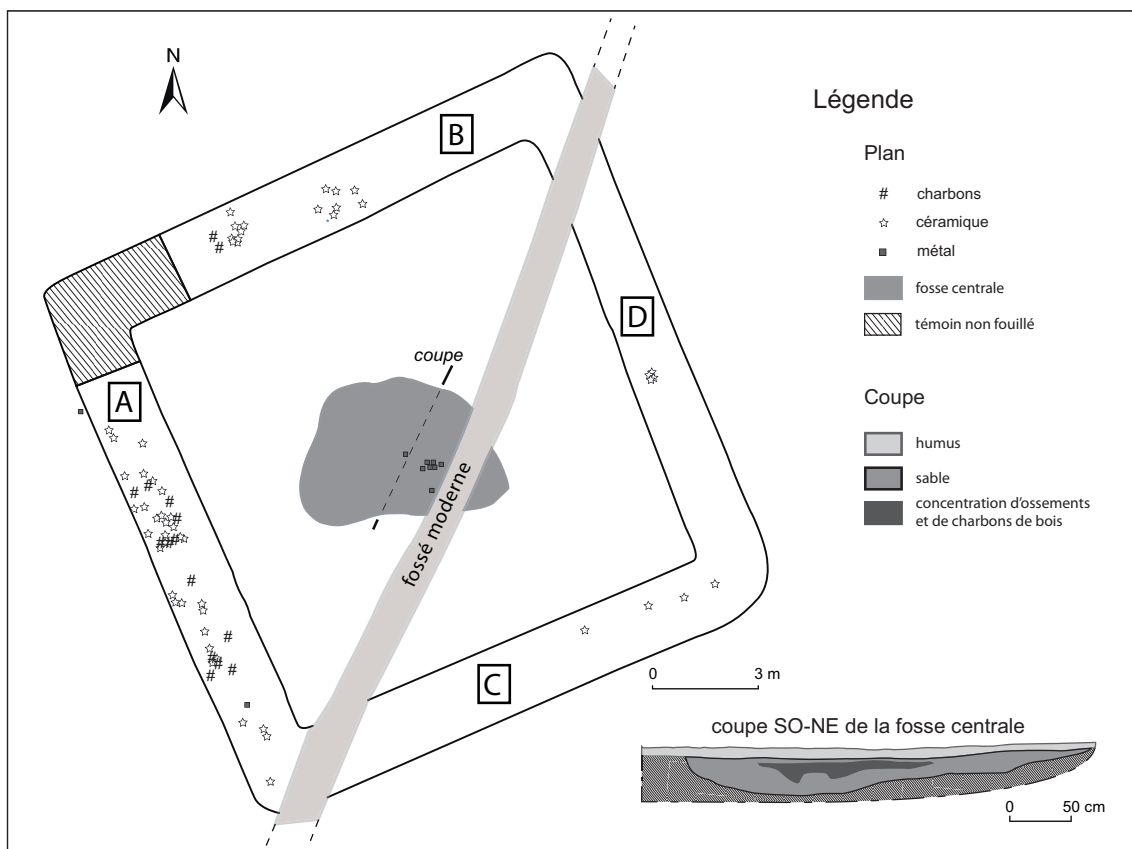 N
B
D
A
C
coupe
fossé moderne
0 3 m
Légende
Plan
# charbons
céramique
métal
fosse centrale
témoin non fouillé
Coupe
humus
sable
concentration d'ossements
et de charbons de bois
coupe SO-NE de la fosse centrale
0 50 cm